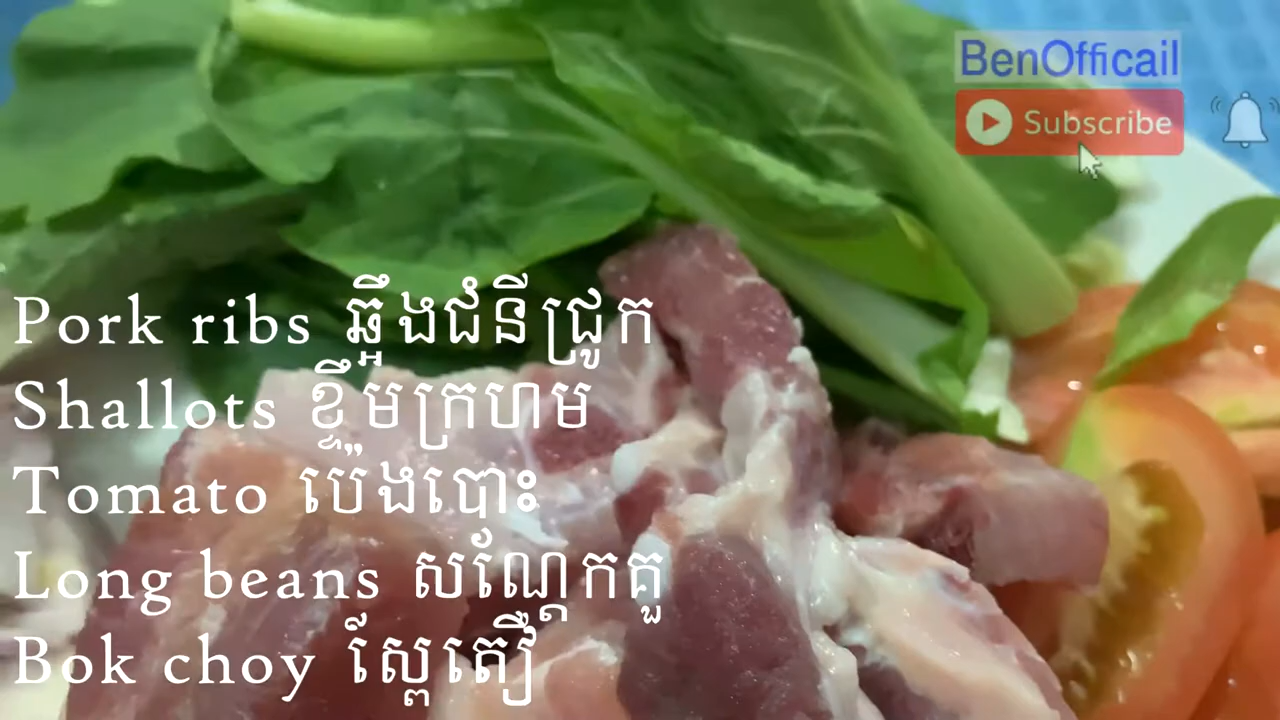 BenOfficail
Subscribe
Pork ribs ឆ្អឹងជំនីជ្រូក
Shallots ខ្ទឹមក្រហម
Tomato ប៉េងបោះ
Long beans សណ្ដែកគួ
Bok choy ស្ពៃតឿ